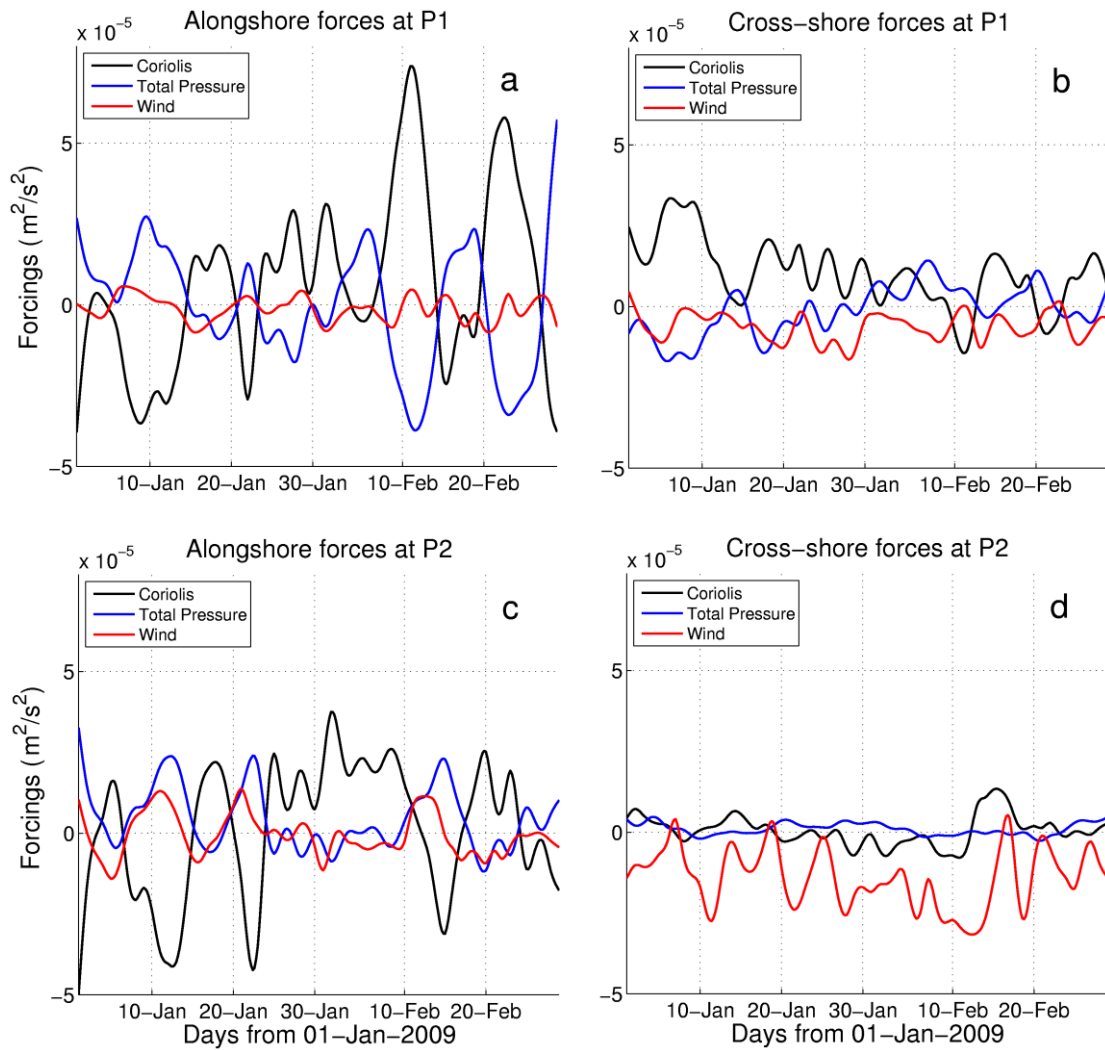 Alongshore forces at P1
x 10⁻⁵
Coriolis
Total Pressure
Wind
a
5
0
−5
Forcings ( m²/s² )
10−Jan 20−Jan 30−Jan 10−Feb 20−Feb
Cross−shore forces at P1
x 10⁻⁵
Coriolis
Total Pressure
Wind
b
5
0
−5
10−Jan 20−Jan 30−Jan 10−Feb 20−Feb
Alongshore forces at P2
x 10⁻⁵
Coriolis
Total Pressure
Wind
c
5
0
−5
Forcings ( m²/s² )
10−Jan 20−Jan 30−Jan 10−Feb 20−Feb
Days from 01−Jan−2009
Cross−shore forces at P2
x 10⁻⁵
Coriolis
Total Pressure
Wind
d
5
0
−5
10−Jan 20−Jan 30−Jan 10−Feb 20−Feb
Days from 01−Jan−2009